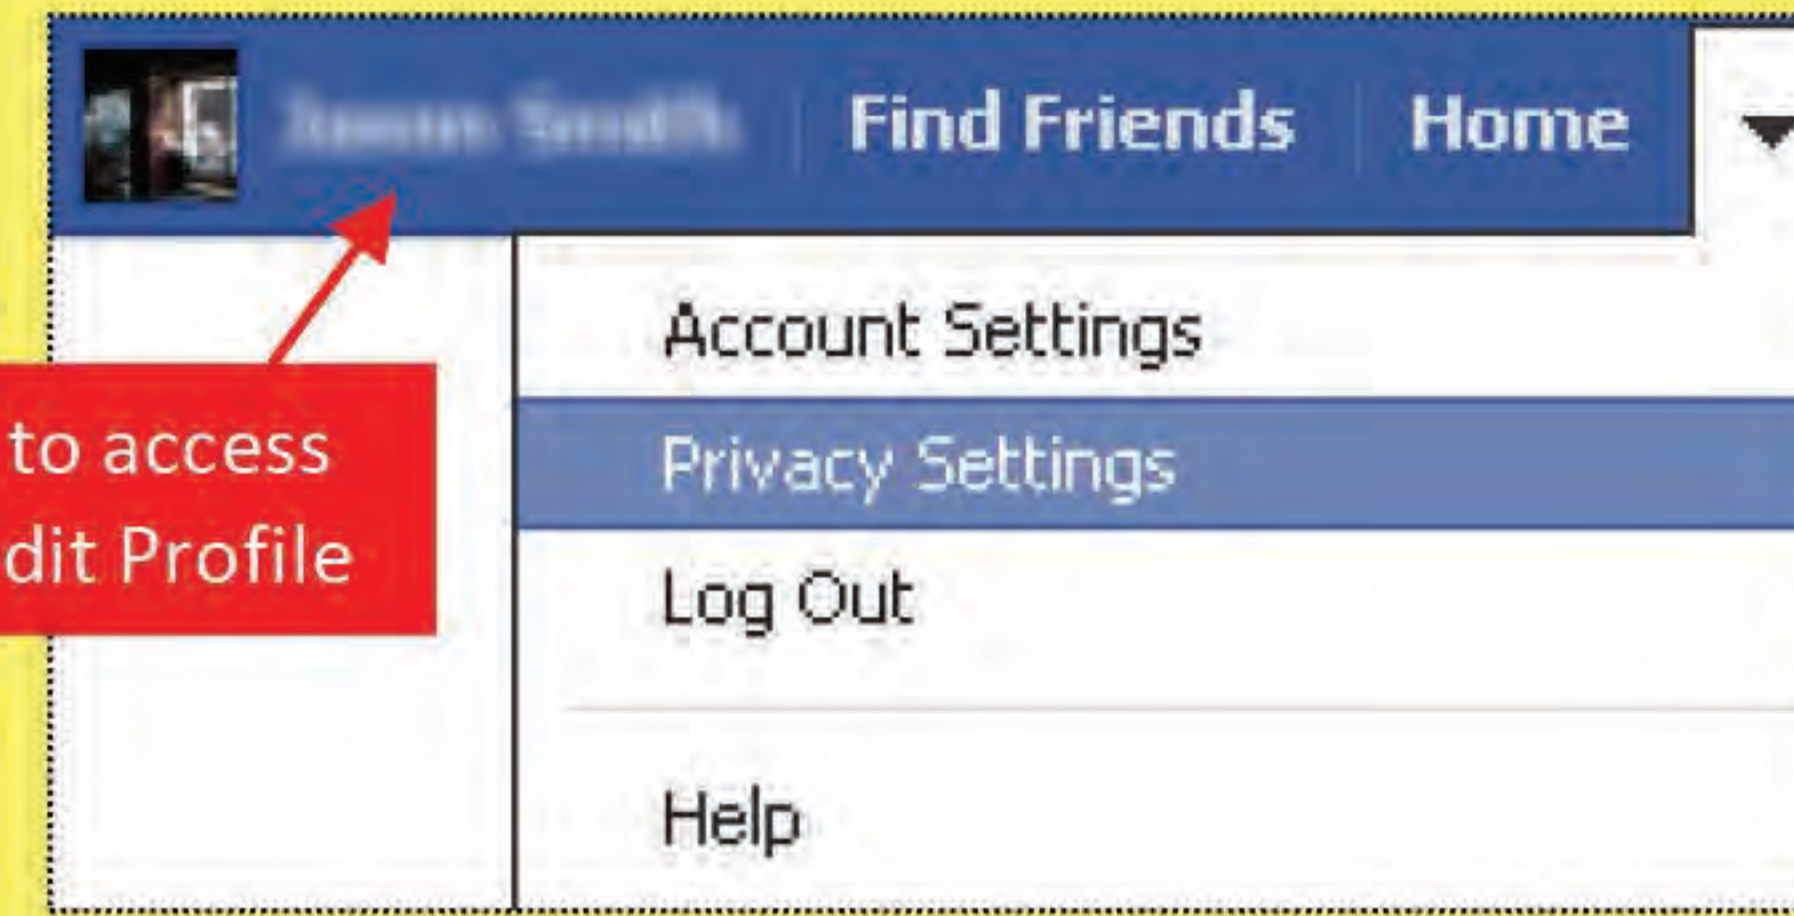 Find Friends Home
Account Settings
Privacy Settings
to access
dit Profile
Log Out
Help